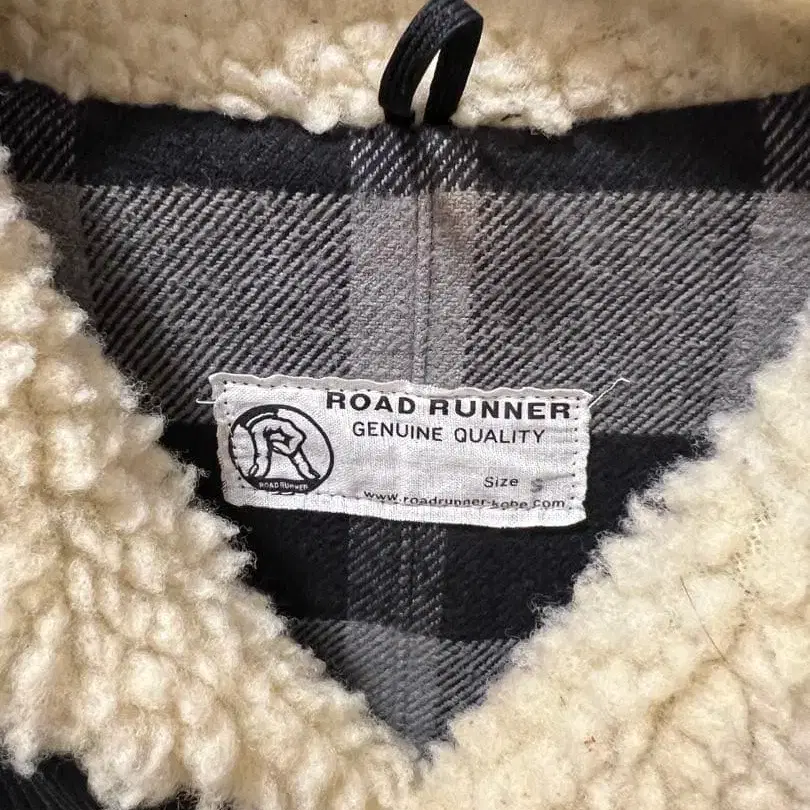 ROAD RUNNER
GENUINE QUALITY
ROAD RUNNER
Size S
www.roadrunner-kobe.com